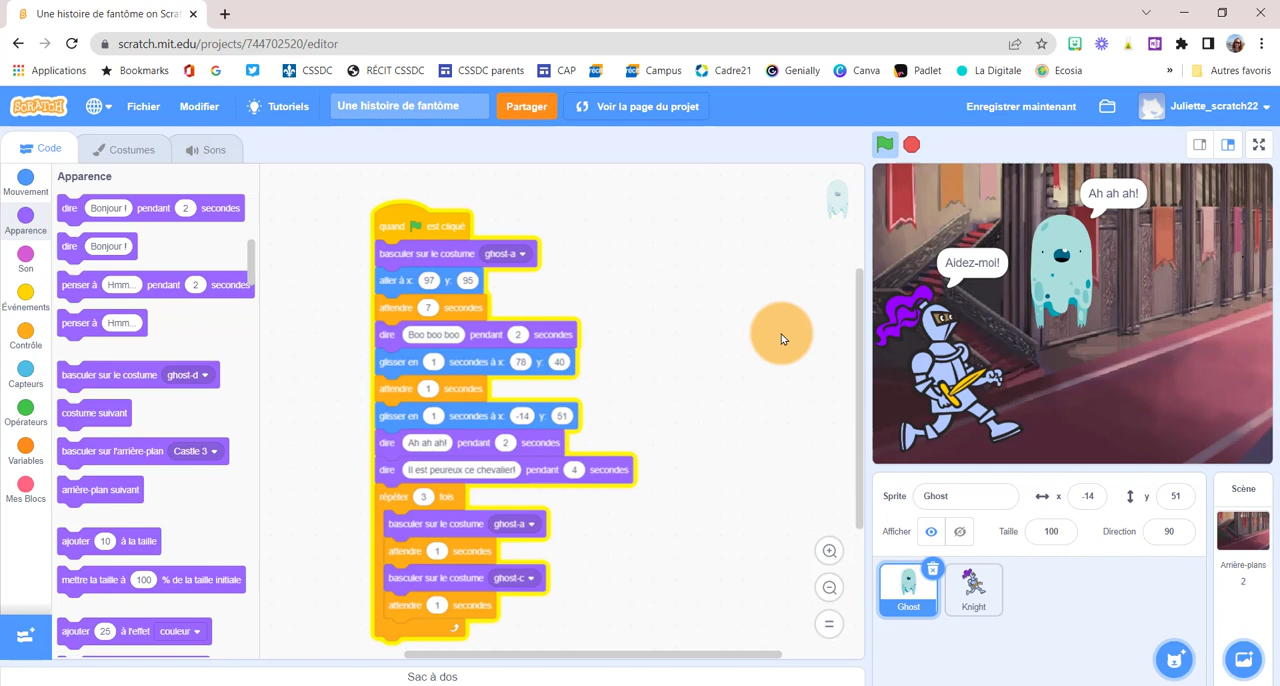 Une histoire de fantôme on Scrat
scratch.mit.edu/projects/744702520/editor
Applications Bookmarks CSSDC RÉCIT CSSDC CSSDC parents CAP Campus Cadre21 Genially Canva Padlet La Digitale Ecosia » Autres favoris
SCRATCH Fichier Modifier Tutoriels Une histoire de fantôme Partager Voir la page du projet Enregistrer maintenant Juliette_scratch22
Code Costumes Sons
Mouvement
Apparence
Son
Événements
Contrôle
Capteurs
Opérateurs
Variables
Mes Blocs
Apparence
dire Bonjour ! pendant 2 secondes
dire Bonjour !
penser à Hmm... pendant 2 secondes
penser à Hmm...
basculer sur le costume ghost-d
costume suivant
basculer sur l'arrière-plan Castle 3
arrière-plan suivant
ajouter 10 à la taille
mettre la taille à 100 % de la taille initiale
ajouter 25 à l'effet couleur
quand est cliqué
basculer sur le costume ghost-a
aller à x: 97 y: 95
attendre 7 secondes
dire Boo boo boo pendant 2 secondes
glisser en 1 secondes à x: 78 y: 40
attendre 1 secondes
glisser en 1 secondes à x: -14 y: 51
dire Ah ah ah! pendant 2 secondes
dire Il est peureux ce chevalier! pendant 4 secondes
répéter 3 fois
basculer sur le costume ghost-a
attendre 1 secondes
basculer sur le costume ghost-c
attendre 1 secondes
Sac à dos
Ah ah ah!
Aidez-moi!
Sprite Ghost x -14 y 51
Afficher Taille 100 Direction 90
Ghost
Knight
Scène
Arrière-plans
2